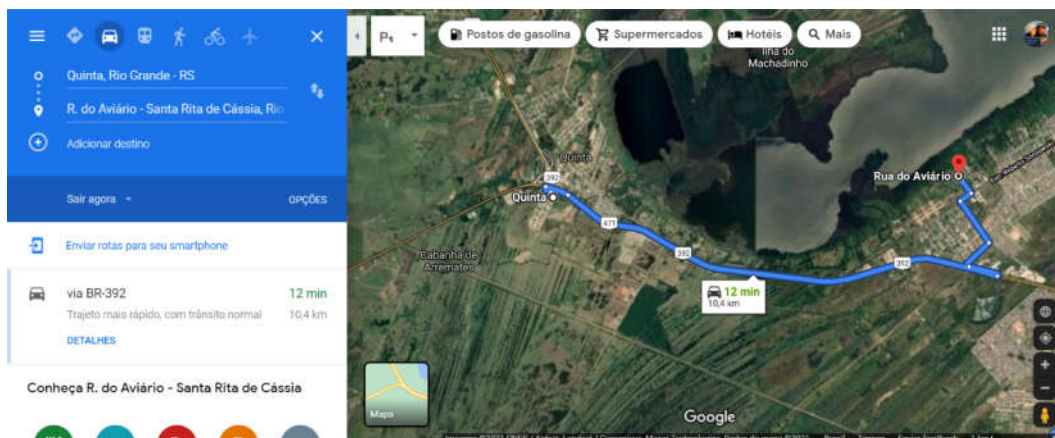 Quinta, Rio Grande - RS
R. do Aviário - Santa Rita de Cássia, Rio
Adicionar destino
Sair agora
OPÇÕES
Enviar rotas para seu smartphone
via BR-392
12 min
Trajeto mais rápido, com trânsito normal
10,4 km
DETALHES
Conheça R. do Aviário - Santa Rita de Cássia
Postos de gasolina
Supermercados
Hotéis
Mais
Ilha do
Machadinho
Quinta
392
Quinta
471
392
392
Cabanha de
Arremates
Rua do Aviário
12 min
10,4 km
Mapa
Google